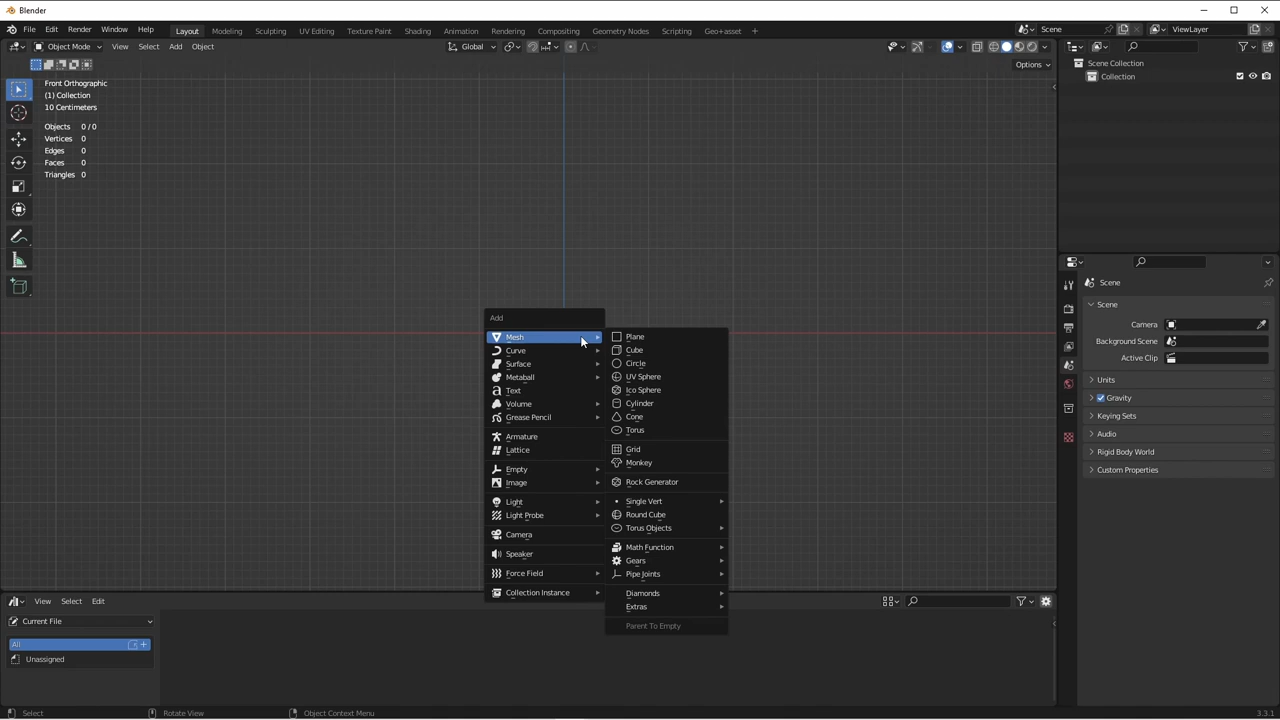 Blender
File Edit Render Window Help Layout Modeling Sculpting UV Editing Texture Paint Shading Animation Rendering Compositing Geometry Nodes Scripting Geo+asset + Scene ViewLayer
Object Mode View Select Add Object Global
Options
Front Orthographic
(1) Collection
10 Centimeters
Objects 0 / 0
Vertices 0
Edges 0
Faces 0
Triangles 0
Add
Mesh
Curve
Surface
Metaball
Text
Volume
Grease Pencil
Armature
Lattice
Empty
Image
Light
Light Probe
Camera
Speaker
Force Field
Collection Instance
Plane
Cube
Circle
UV Sphere
Ico Sphere
Cylinder
Cone
Torus
Grid
Monkey
Rock Generator
Single Vert
Round Cube
Torus Objects
Math Function
Gears
Pipe Joints
Diamonds
Extras
Parent To Empty
Scene Collection
Collection
Scene
Scene
Camera
Background Scene
Active Clip
Units
Gravity
Keying Sets
Audio
Rigid Body World
Custom Properties
View Select Edit
Current File
All
Unassigned
Select Rotate View Object Context Menu 3.3.1